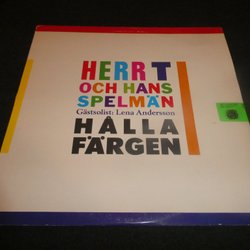 HERR T
OCH HANS
SPELMÄN
Gästsolist: Lena Andersson
HÅLLA
FÄRGEN